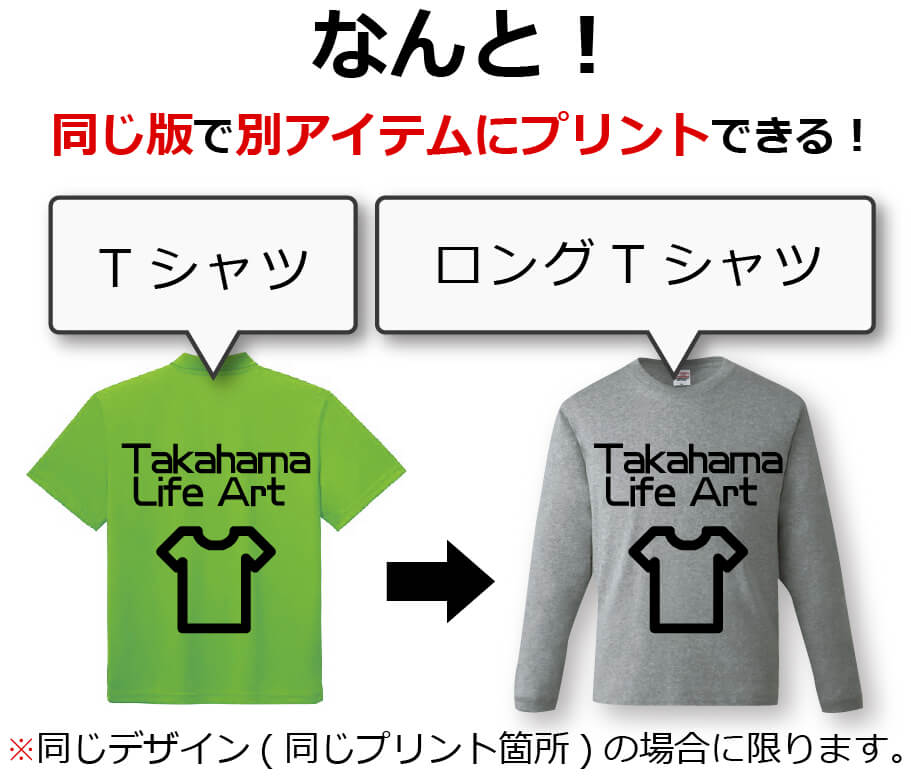 なんと！
同じ版で別アイテムにプリントできる！
Tシャツ
ロングTシャツ
Takahama
Life Art
Takahama
Life Art
※同じデザイン(同じプリント箇所)の場合に限ります。